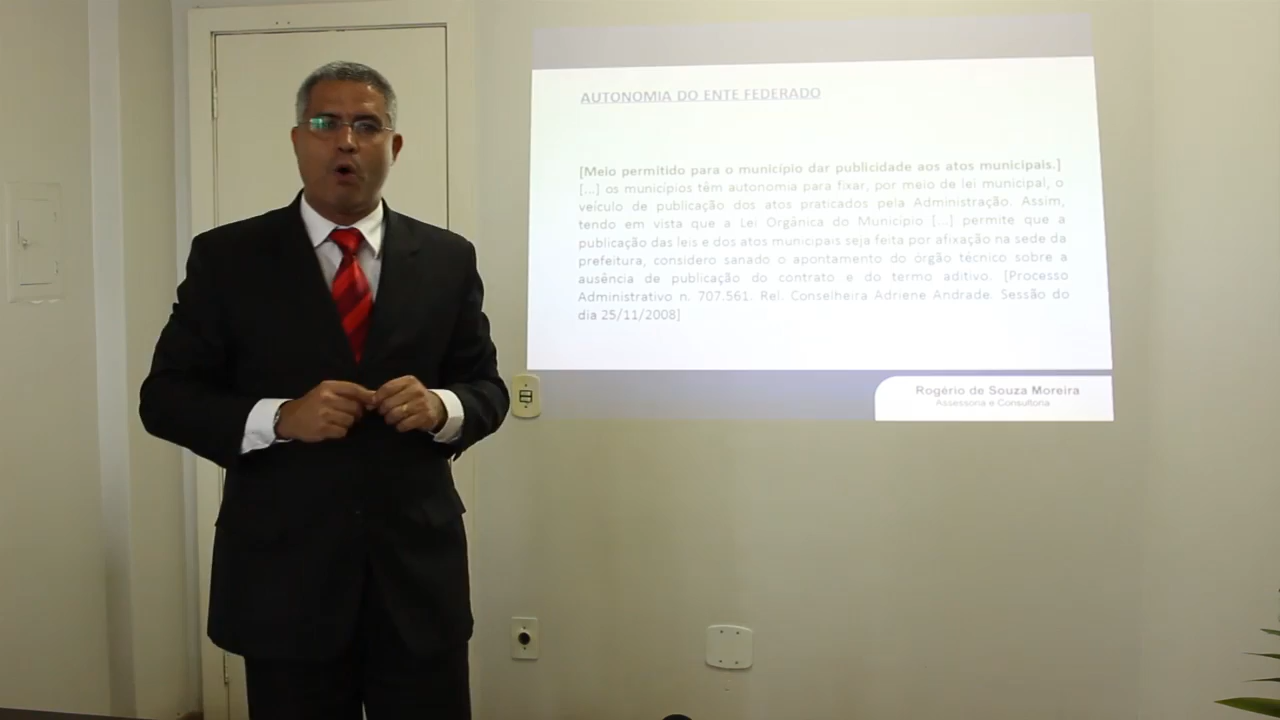 AUTONOMIA DO ENTE FEDERADO
[Meio permitido para o município dar publicidade aos atos municipais.]
[...] os municípios têm autonomia para fixar, por meio de lei municipal, o
veículo de publicação dos atos praticados pela Administração. Assim,
tendo em vista que a Lei Orgânica do Município [...] permite que a
publicação das leis e dos atos municipais seja feita por afixação na sede da
prefeitura, considero sanado o apontamento do órgão técnico sobre a
ausência de publicação do contrato e do termo aditivo. [Processo
Administrativo n. 707.561. Rel. Conselheira Adriene Andrade. Sessão do
dia 25/11/2008]
Rogério de Souza Moreira
Assessoria e Consultoria